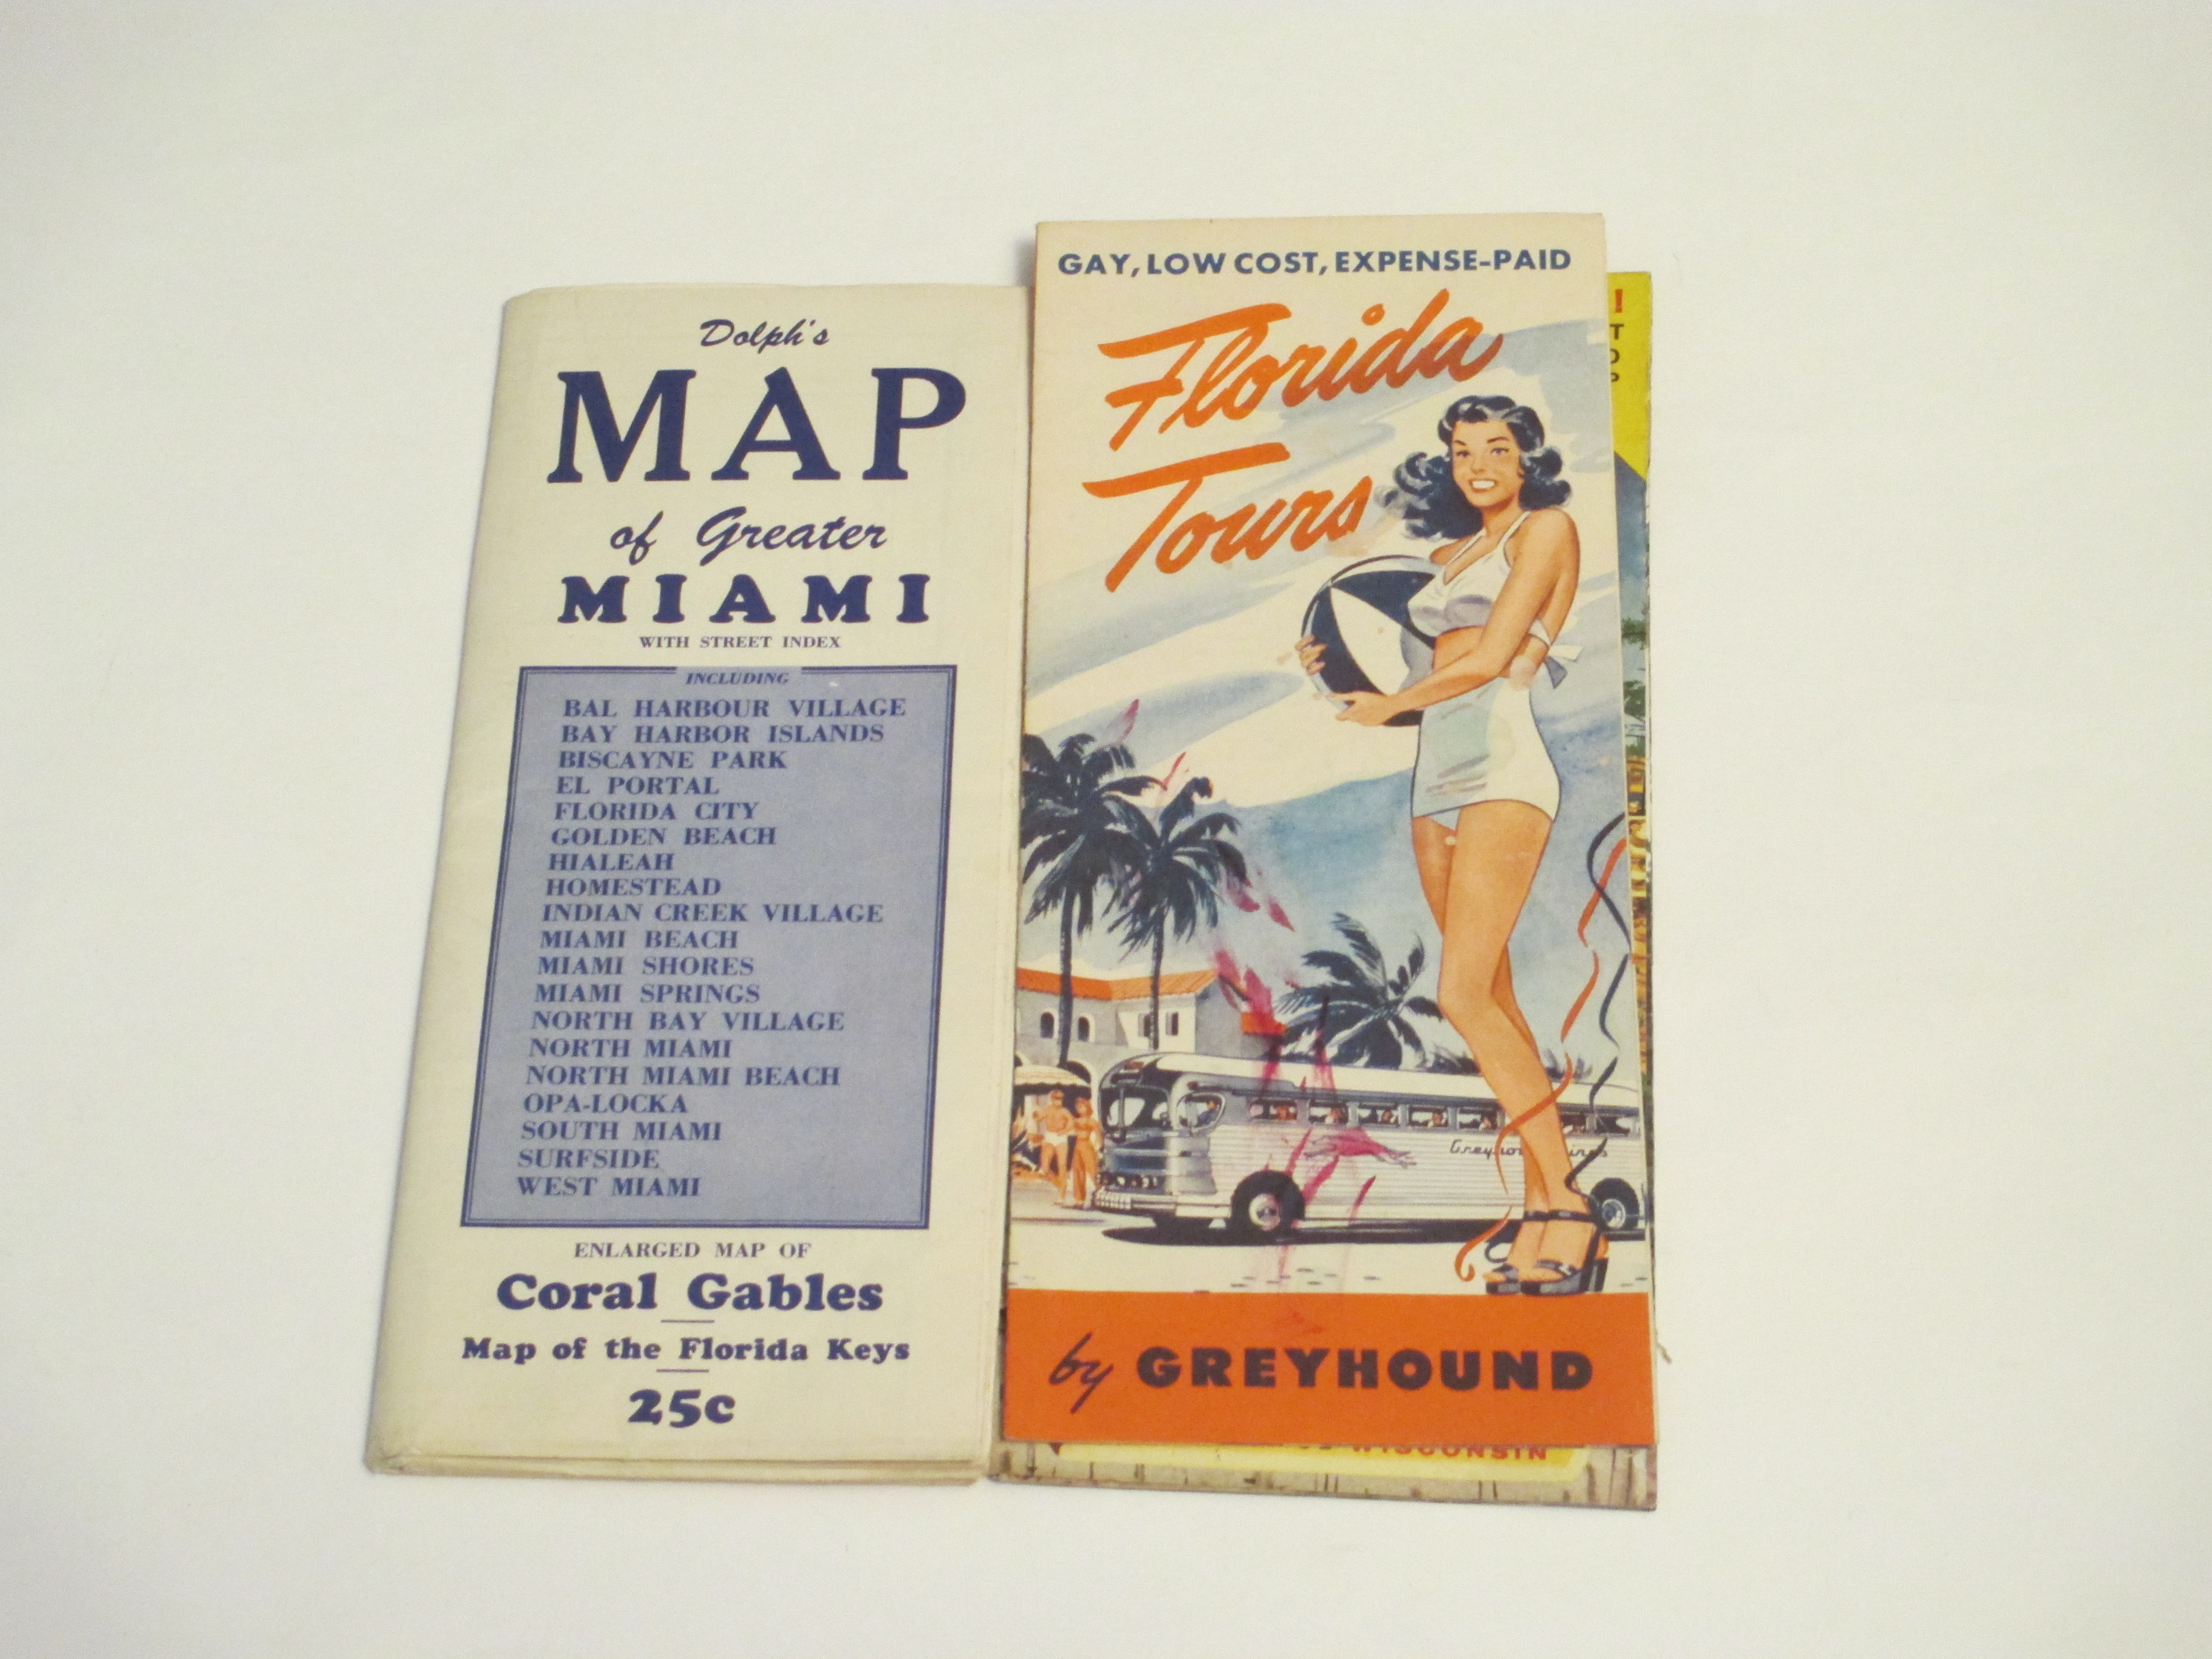 Dolph's
MAP
of Greater
MIAMI
WITH STREET INDEX
INCLUDING
BAL HARBOUR VILLAGE
BAY HARBOR ISLANDS
BISCAYNE PARK
EL PORTAL
FLORIDA CITY
GOLDEN BEACH
HIALEAH
HOMESTEAD
INDIAN CREEK VILLAGE
MIAMI BEACH
MIAMI SHORES
MIAMI SPRINGS
NORTH BAY VILLAGE
NORTH MIAMI
NORTH MIAMI BEACH
OPA-LOCKA
SOUTH MIAMI
SURFSIDE
WEST MIAMI
ENLARGED MAP OF
Coral Gables
Map of the Florida Keys
25c
GAY, LOW COST, EXPENSE-PAID
Florida
Tours
by GREYHOUND
WISCONSIN